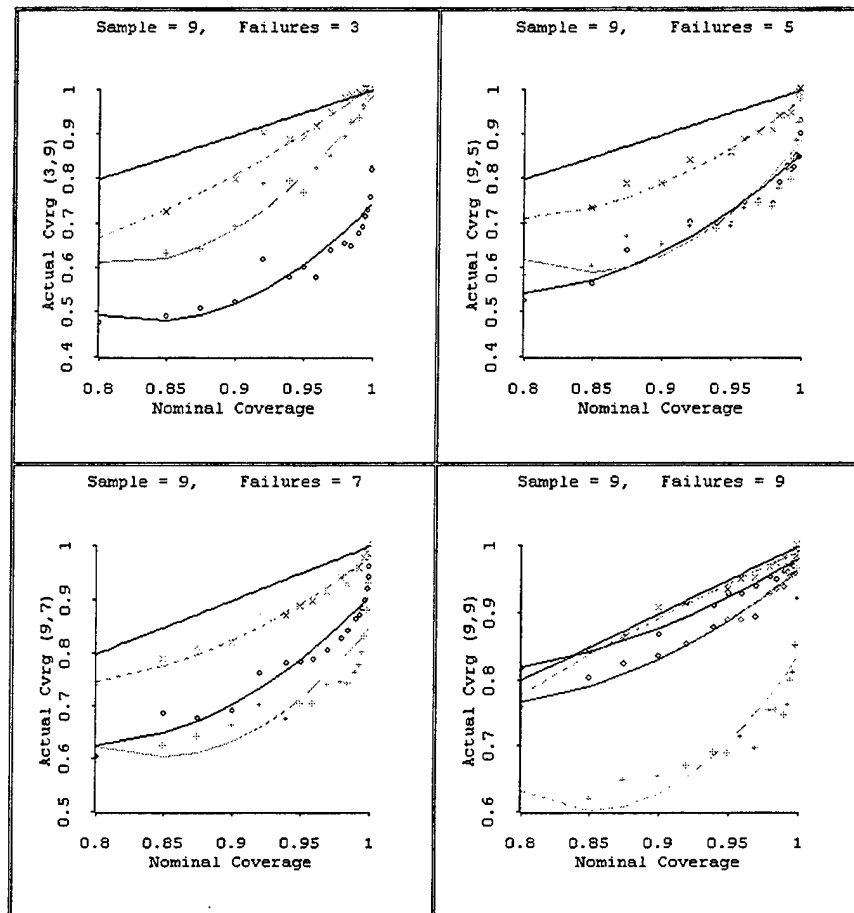 Sample = 9, Failures = 3
Actual Cvrg (3,9)
1
0.9
0.8
0.7
0.6
0.5
0.4
0.8 0.85 0.9 0.95 1
Nominal Coverage
Sample = 9, Failures = 5
Actual Cvrg (9,5)
1
0.9
0.8
0.7
0.6
0.5
0.4
0.8 0.85 0.9 0.95 1
Nominal Coverage
Sample = 9, Failures = 7
Actual Cvrg (9,7)
1
0.9
0.8
0.7
0.6
0.5
0.8 0.85 0.9 0.95 1
Nominal Coverage
Sample = 9, Failures = 9
Actual Cvrg (9,9)
1
0.9
0.8
0.7
0.6
0.8 0.85 0.9 0.95 1
Nominal Coverage